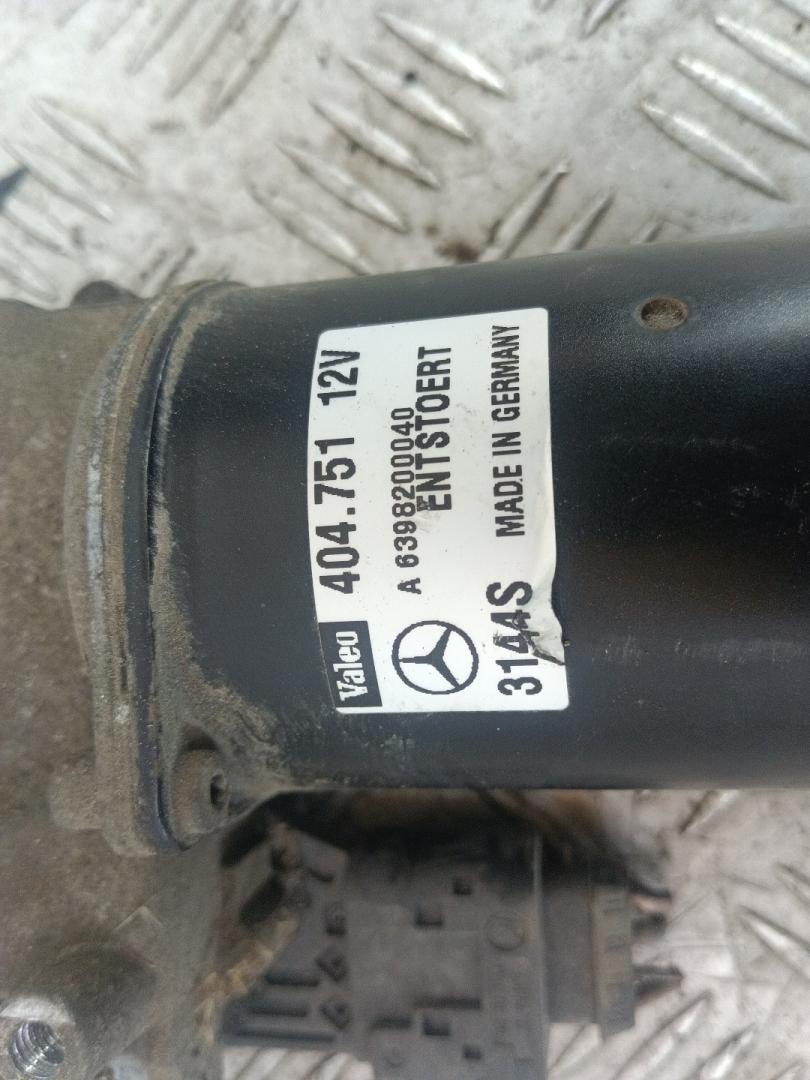 Valeo 404.751 12V
A 6398200040
ENTSTOERT
3144S MADE IN GERMANY